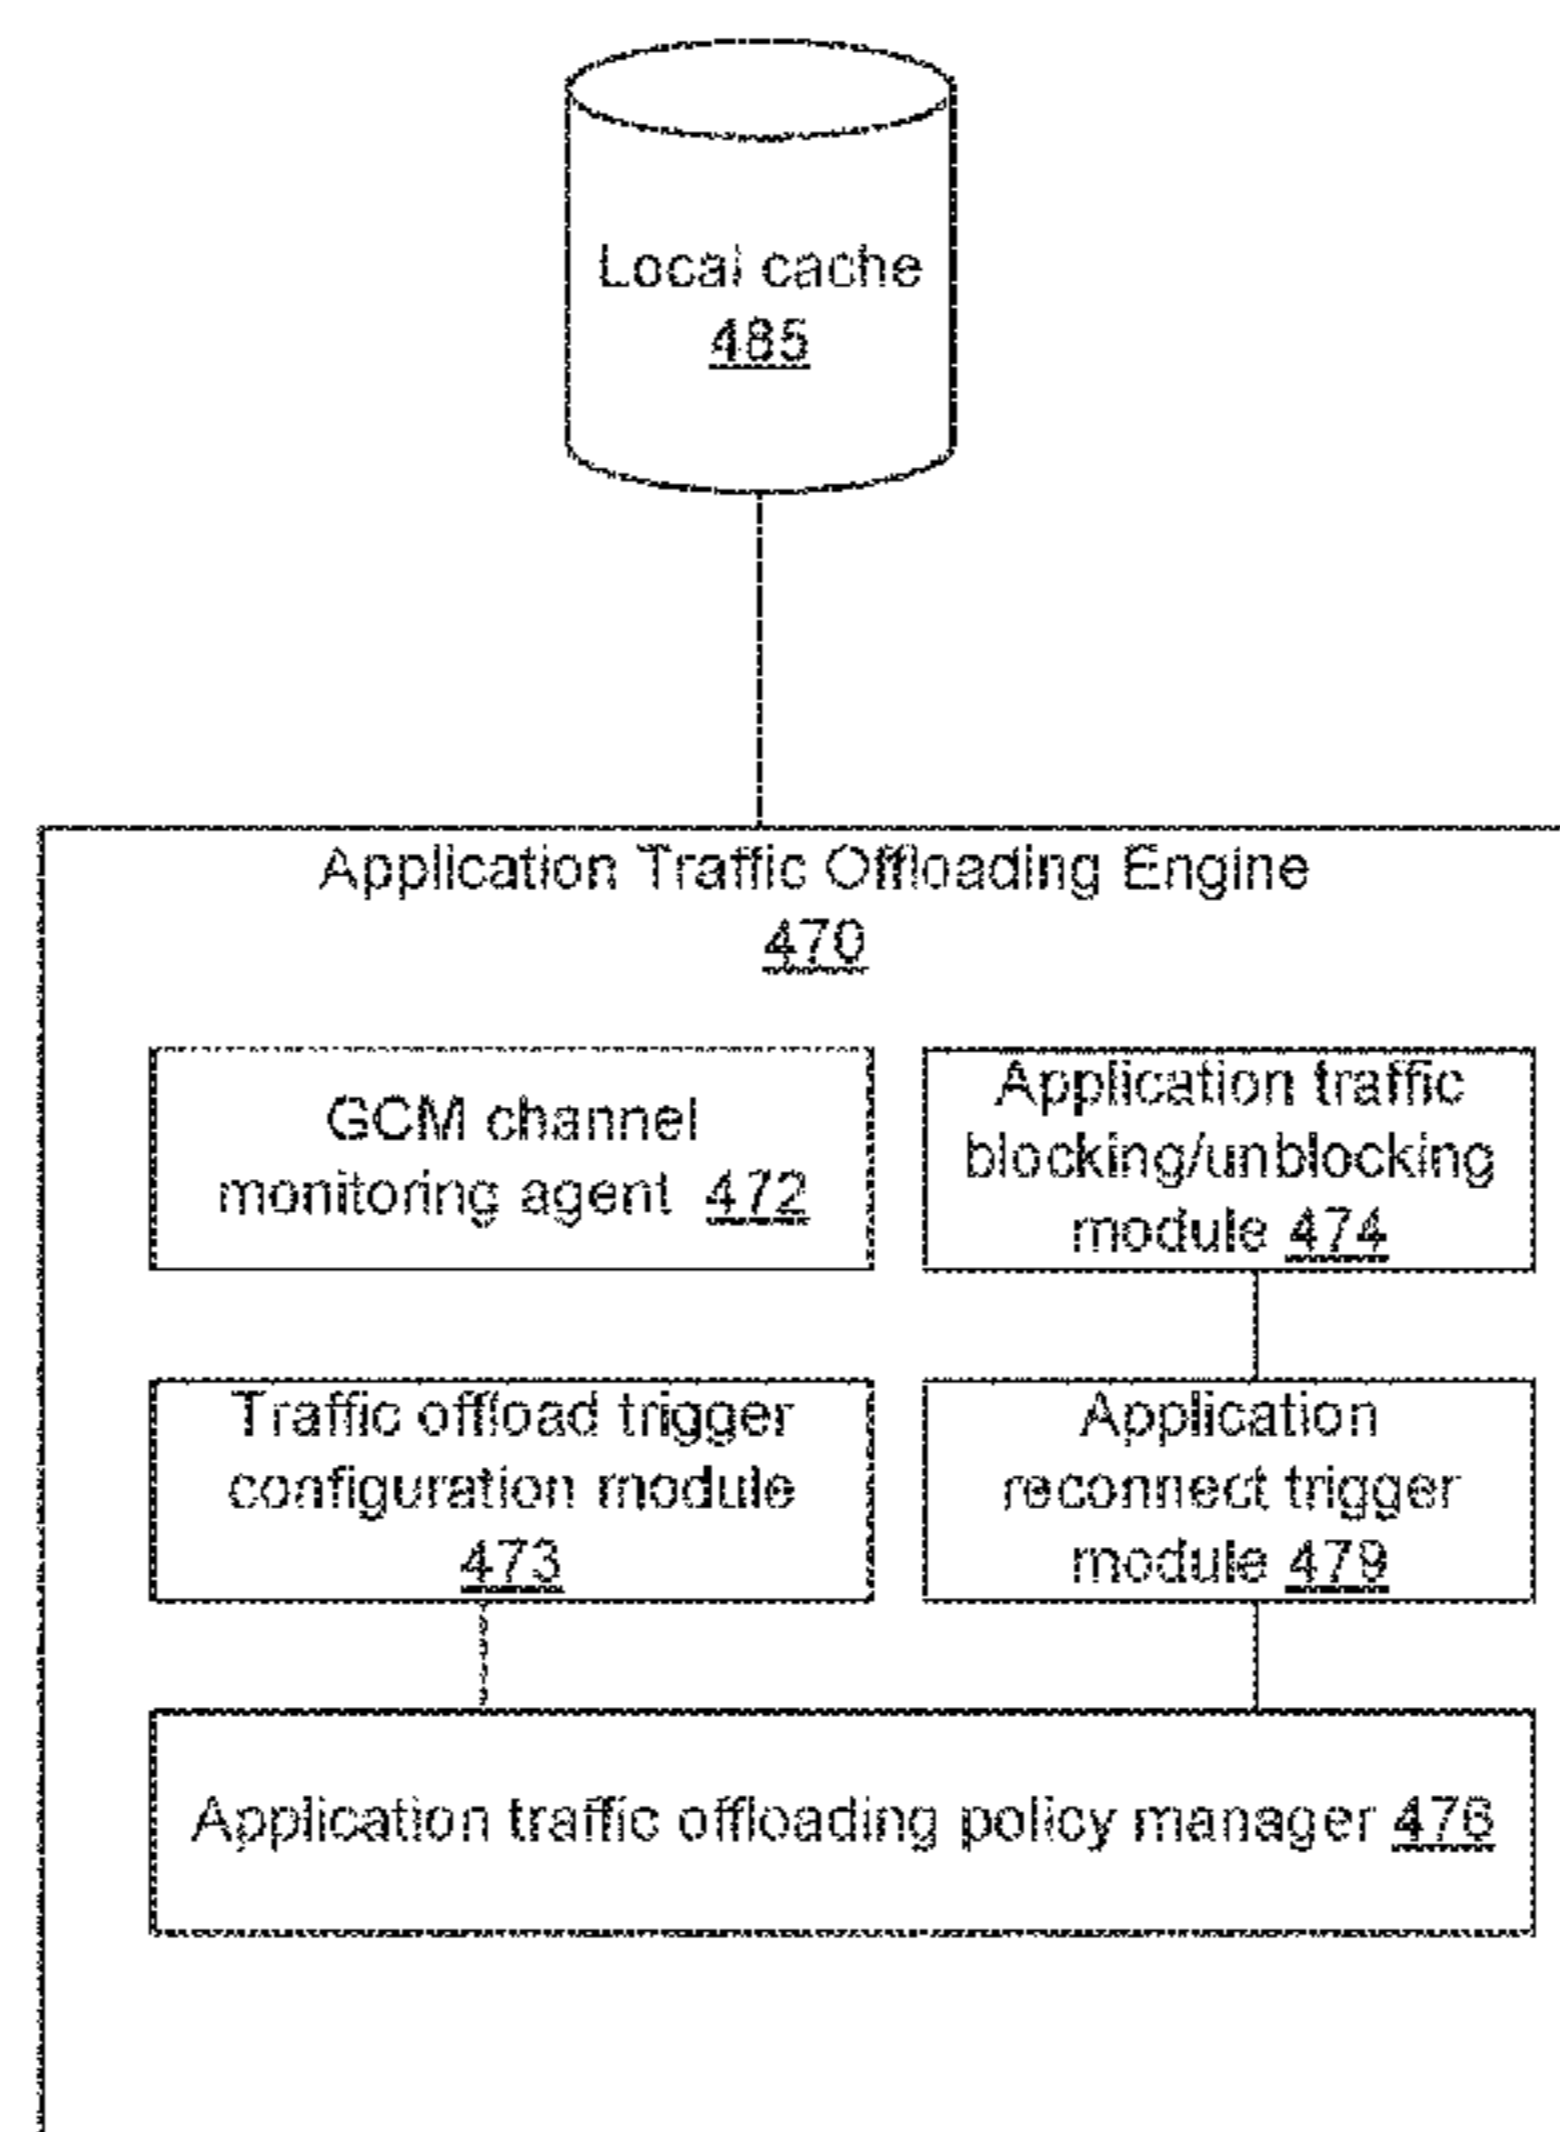 Local cache
485
Application Traffic Offloading Engine
470
GCM channel
monitoring agent 472
Application traffic
blocking/unblocking
module 474
Traffic offload trigger
configuration module
473
Application
reconnect trigger
module 479
Application traffic offloading policy manager 476